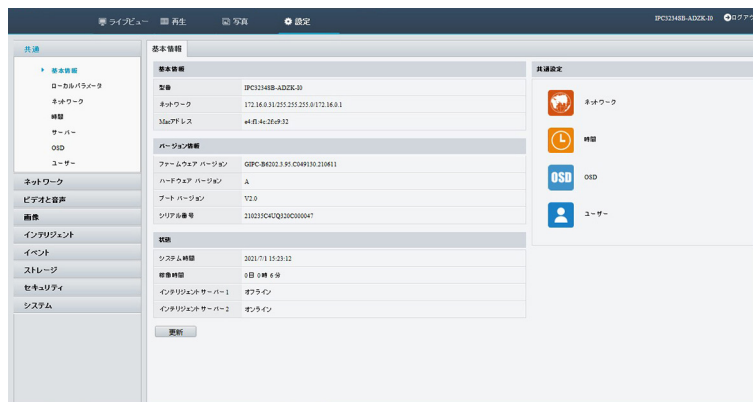 ライブビュー 再生 写真 設定 IPC3234SB-ADZK-I0 ログアウ
共通
基本情報
ローカルパラメータ
ネットワーク
時間
サーバー
OSD
ユーザー
ネットワーク
ビデオと音声
画像
インテリジェント
イベント
ストレージ
セキュリティ
システム
基本情報
基本情報
型番 IPC3234SB-ADZK-I0
ネットワーク 172.16.0.31/255.255.255.0/172.16.0.1
Macアドレス e4:f1:4c:2f:c9:32
バージョン情報
ファームウェア バージョン GIPC-B6202.3.95.C049150.210611
ハードウェア バージョン A
ブート バージョン V2.0
シリアル番号 210235C4UQ320C000047
状態
システム時間 2021/7/1 15:23:12
稼働時間 0日 0時 6分
インテリジェント サーバー1 オフライン
インテリジェント サーバー2 オンライン
更新
共通設定
ネットワーク
時間
OSD OSD
ユーザー